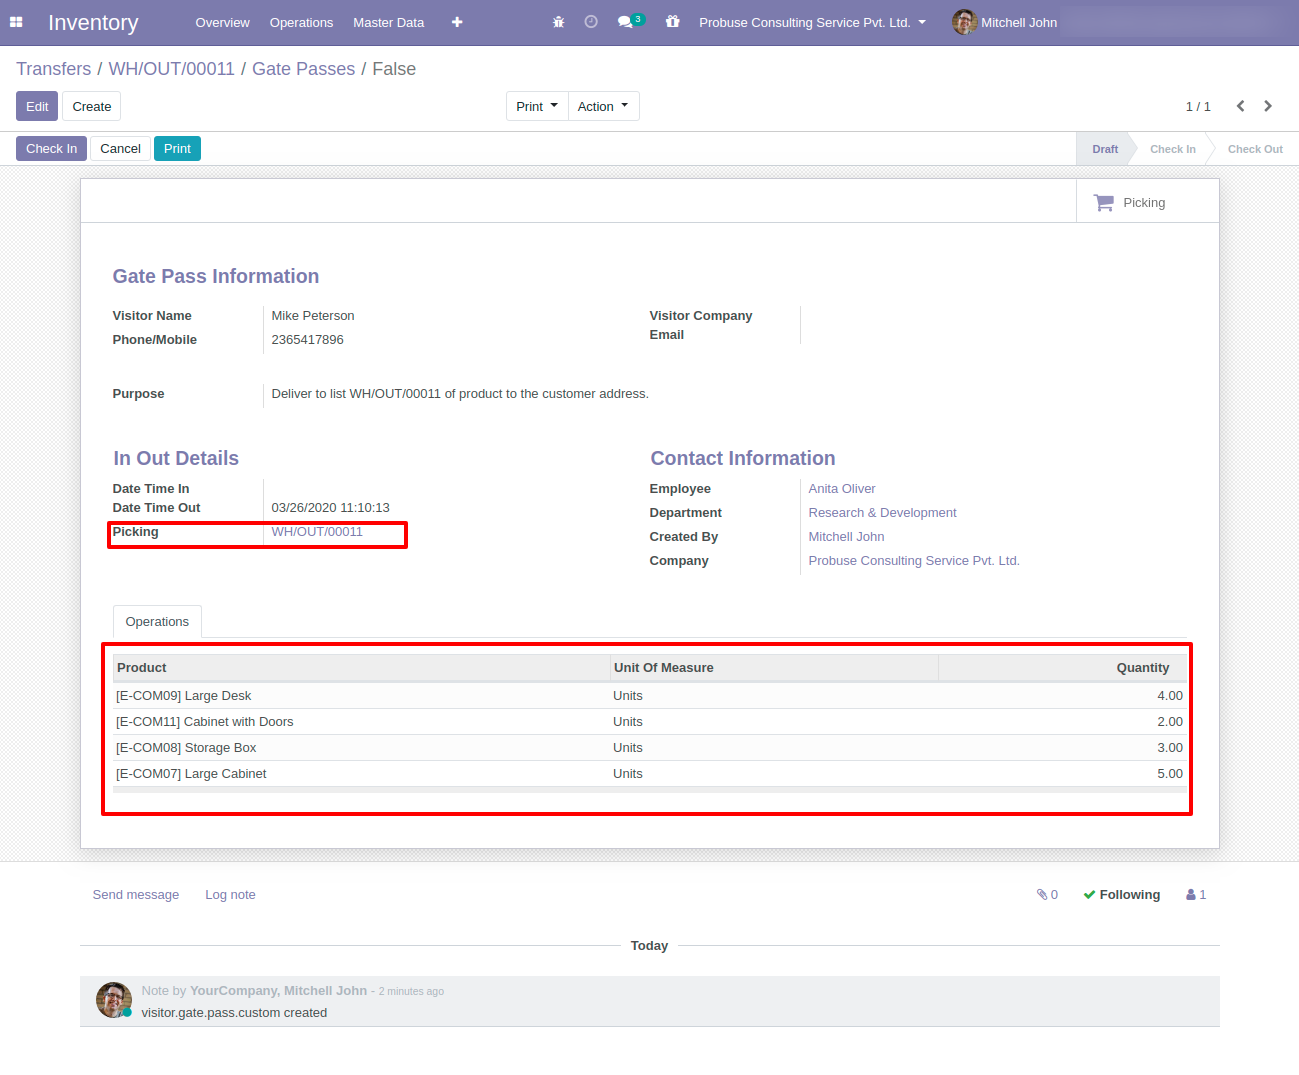 Inventory Overview Operations Master Data 3 Probuse Consulting Service Pvt. Ltd. Mitchell John
Transfers / WH/OUT/00011 / Gate Passes / False
Edit Create Print Action 1 / 1
Check In Cancel Print Draft Check In Check Out
Picking
Gate Pass Information
Visitor Name Mike Peterson Visitor Company
Phone/Mobile 2365417896 Email
Purpose Deliver to list WH/OUT/00011 of product to the customer address.
In Out Details Contact Information
Date Time In Employee Anita Oliver
Date Time Out 03/26/2020 11:10:13 Department Research & Development
Picking WH/OUT/00011 Created By Mitchell John
Company Probuse Consulting Service Pvt. Ltd.
Operations
Product Unit Of Measure Quantity
[E-COM09] Large Desk Units 4.00
[E-COM11] Cabinet with Doors Units 2.00
[E-COM08] Storage Box Units 3.00
[E-COM07] Large Cabinet Units 5.00
Send message Log note 0 Following 1
Today
Note by YourCompany, Mitchell John - 2 minutes ago
visitor.gate.pass.custom created